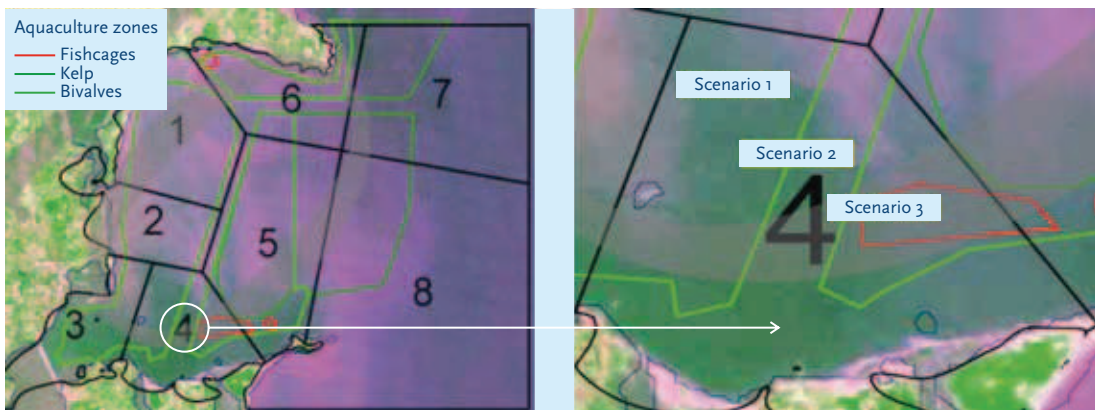 Aquaculture zones
Fishcages
Kelp
Bivalves
1
2
3
4
5
6
7
8
Scenario 1
Scenario 2
4
Scenario 3